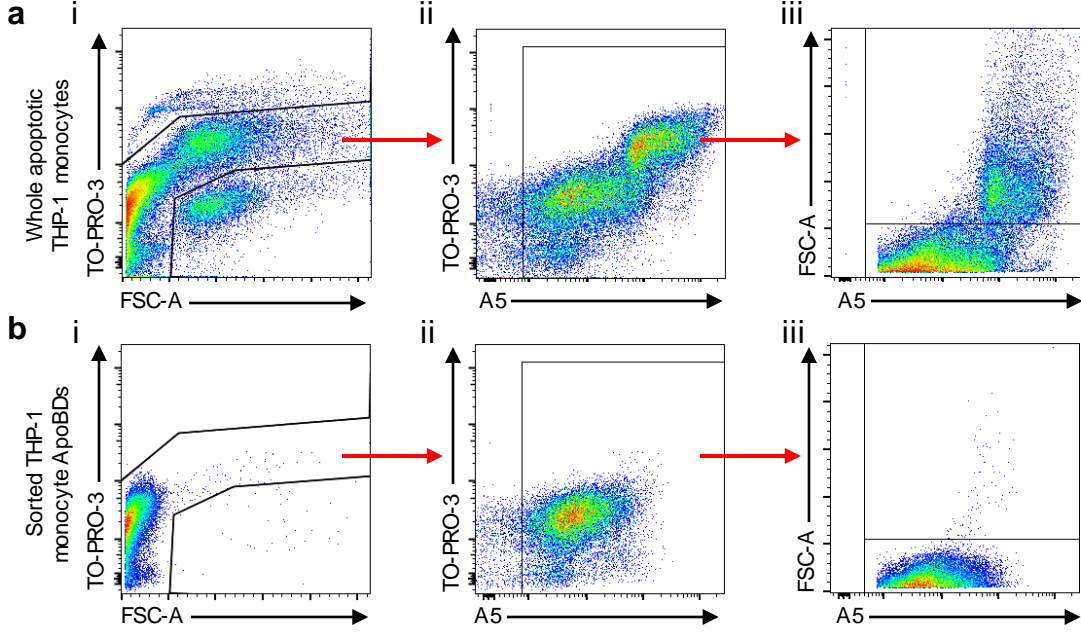 a
i
ii
iii
Whole apoptotic
THP-1 monocytes
TO-PRO-3
FSC-A
TO-PRO-3
A5
FSC-A
A5
b
i
ii
iii
Sorted THP-1
monocyte ApoBDs
TO-PRO-3
FSC-A
TO-PRO-3
A5
FSC-A
A5